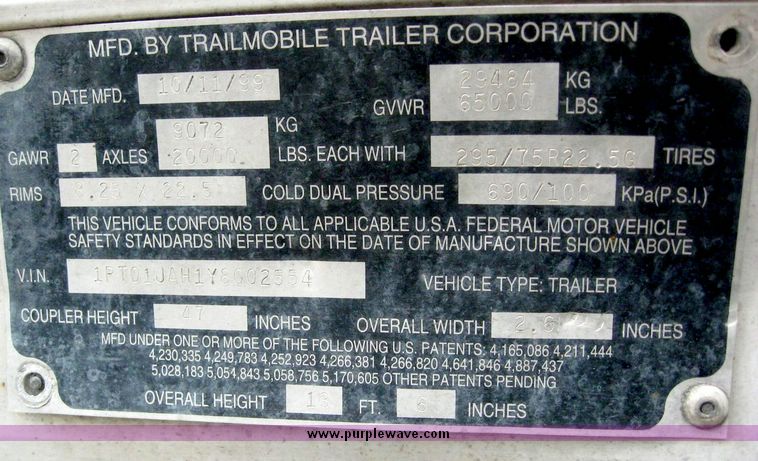 MFD. BY TRAILMOBILE TRAILER CORPORATION
DATE MFD. 10/11/99 GVWR 29484 KG
65000 LBS.
9072 KG
GAWR 2 AXLES 20000 LBS. EACH WITH 295/75R22.5G TIRES
RIMS 8.25 / 22.5 COLD DUAL PRESSURE 690/100 KPa(P.S.I.)
THIS VEHICLE CONFORMS TO ALL APPLICABLE U.S.A. FEDERAL MOTOR VEHICLE
SAFETY STANDARDS IN EFFECT ON THE DATE OF MANUFACTURE SHOWN ABOVE
V.I.N. VEHICLE TYPE: TRAILER
COUPLER HEIGHT 47 INCHES OVERALL WIDTH INCHES
MFD UNDER ONE OR MORE OF THE FOLLOWING U.S. PATENTS: 4,165,086 4,211,444
4,230,335 4,249,783 4,252,923 4,266,381 4,266,820 4,641,846 4,887,437
5,028,183 5,054,843 5,058,756 5,170,605 OTHER PATENTS PENDING
OVERALL HEIGHT 13 FT. 6 INCHES
www.purplewave.com